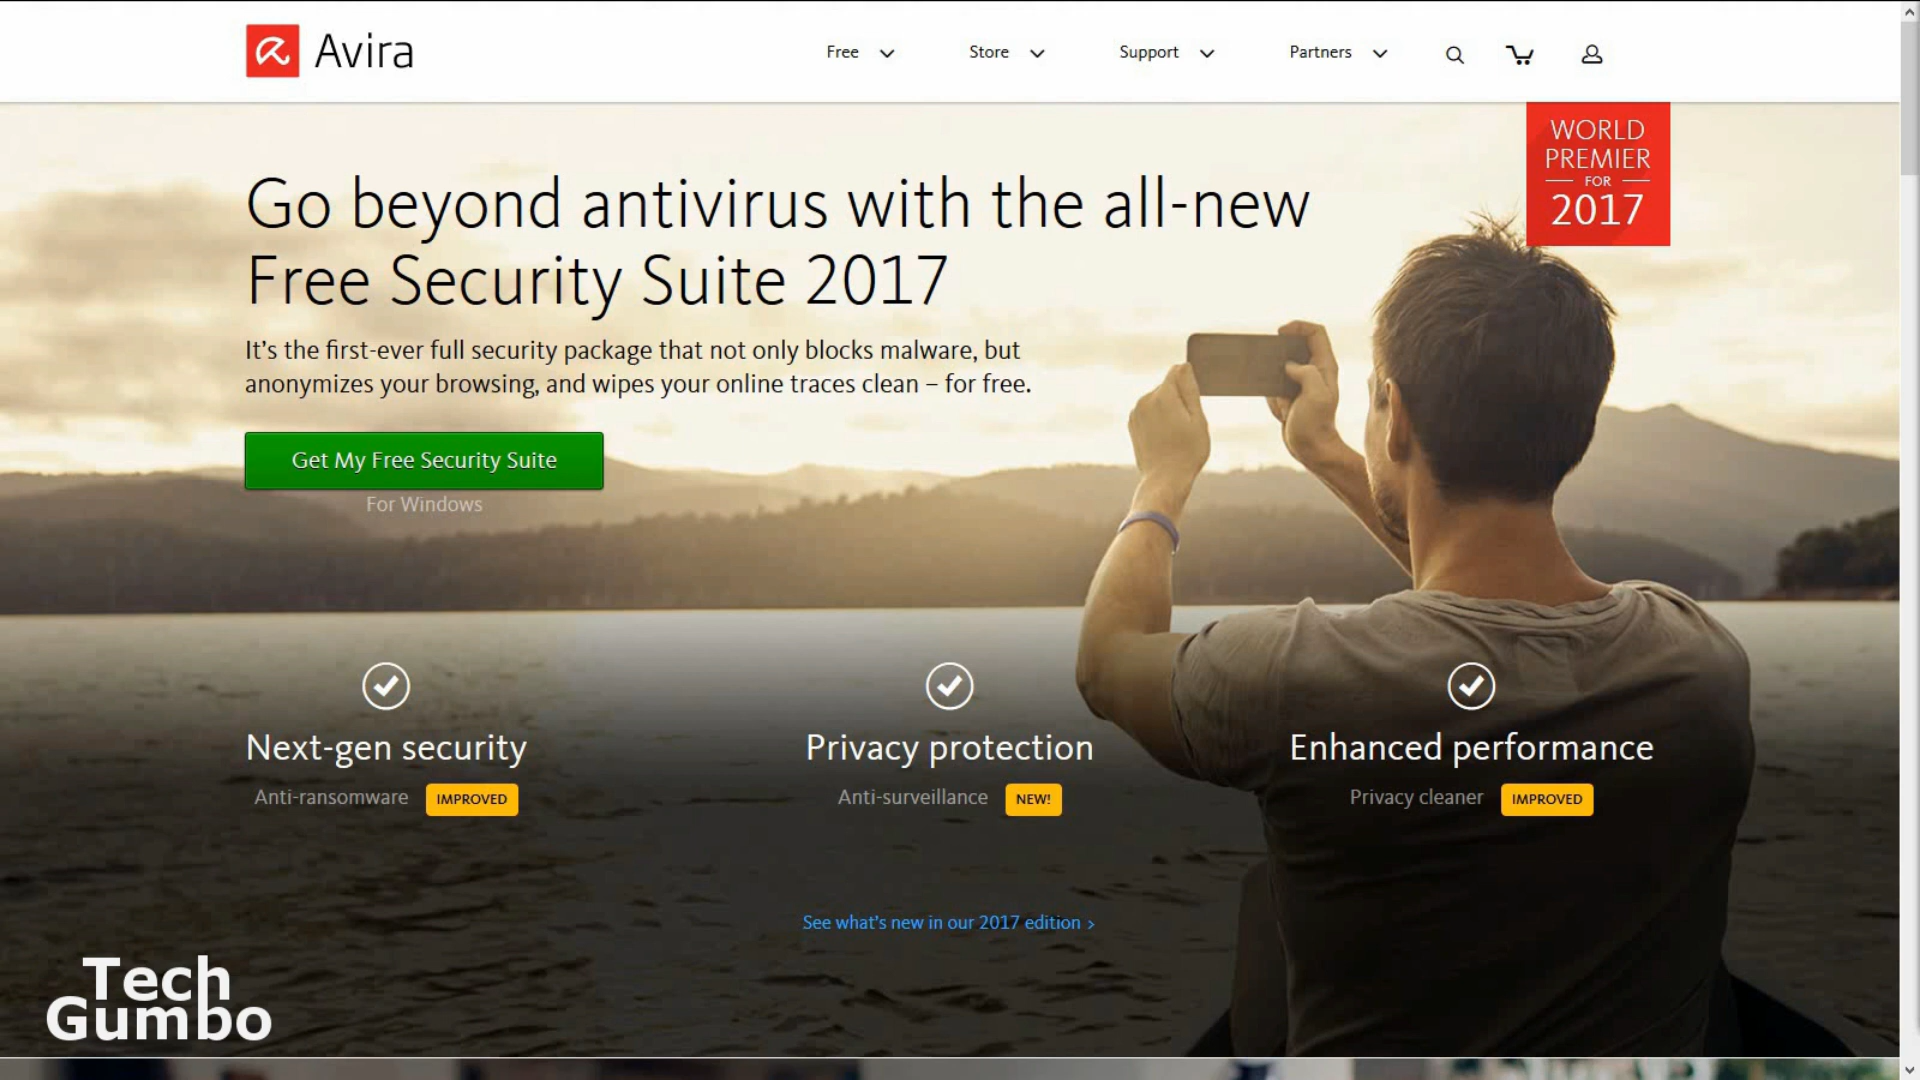 Avira
Free
Store
Support
Partners
WORLD
PREMIER
FOR
2017
Go beyond antivirus with the all-new
Free Security Suite 2017
It's the first-ever full security package that not only blocks malware, but
anonymizes your browsing, and wipes your online traces clean – for free.
Get My Free Security Suite
For Windows
Next-gen security
Anti-ransomware IMPROVED
Privacy protection
Anti-surveillance NEW!
Enhanced performance
Privacy cleaner IMPROVED
See what's new in our 2017 edition ›
Tech
Gumbo